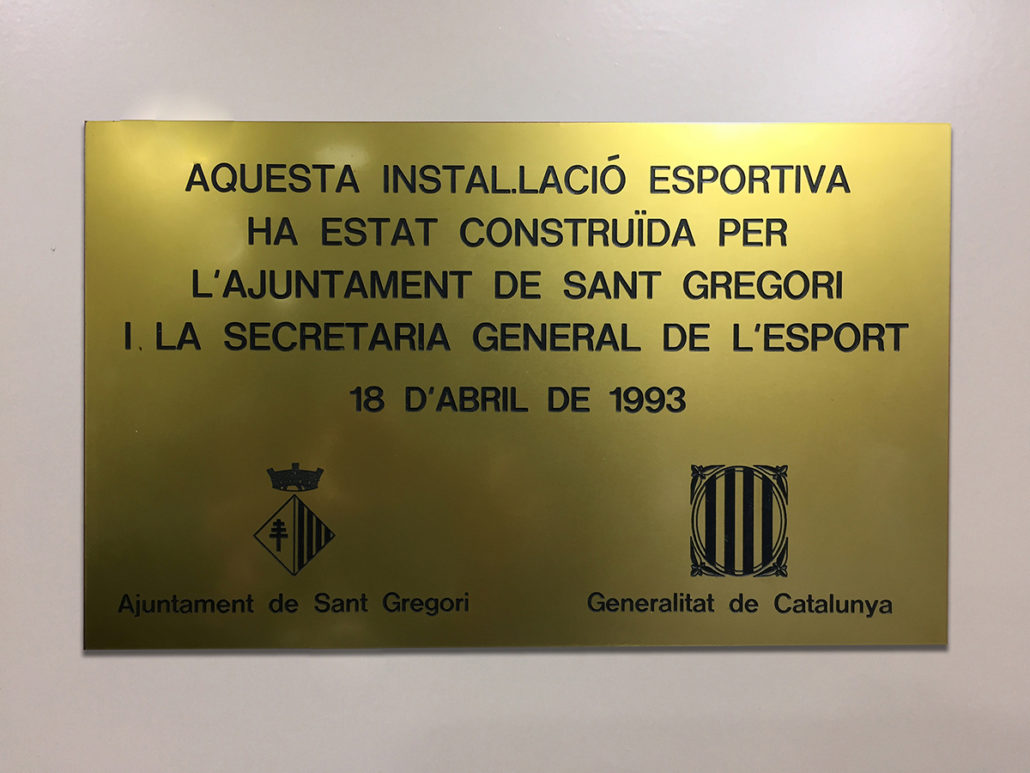 AQUESTA INSTAL.LACIÓ ESPORTIVA
HA ESTAT CONSTRUÏDA PER
L'AJUNTAMENT DE SANT GREGORI
I LA SECRETARIA GENERAL DE L'ESPORT
18 D'ABRIL DE 1993
Ajuntament de Sant Gregori
Generalitat de Catalunya